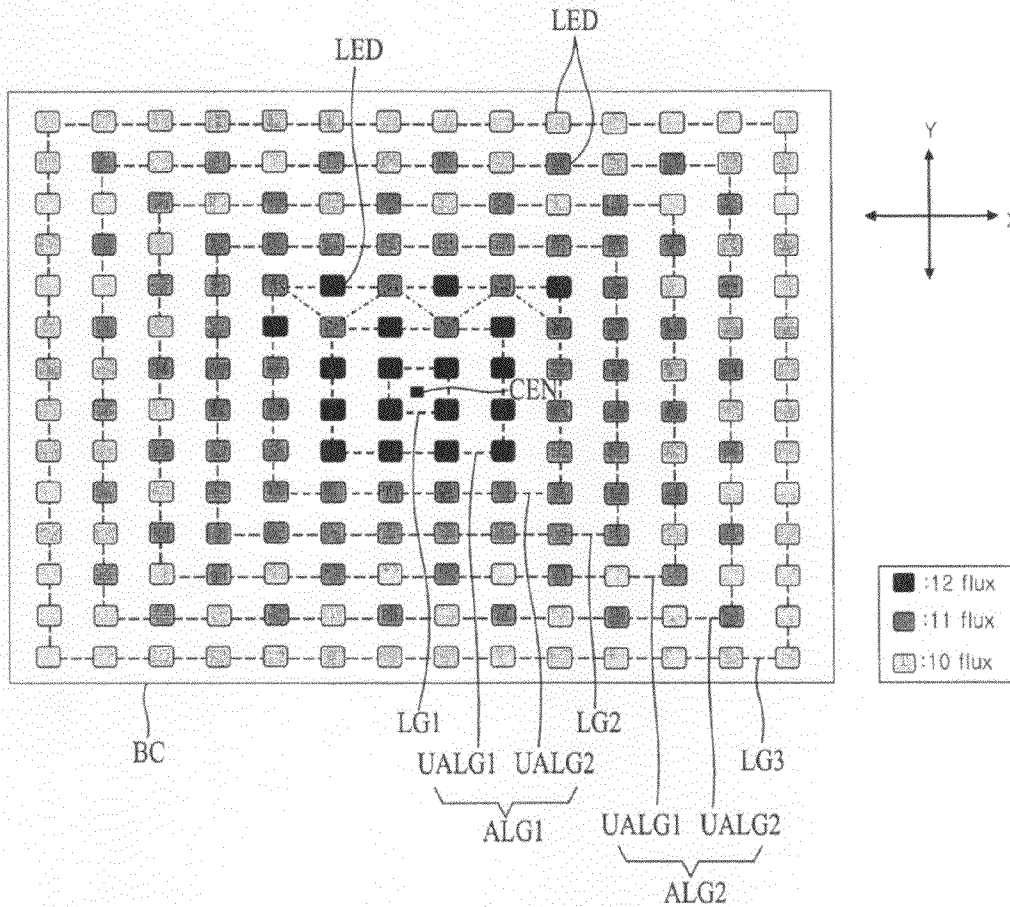 LED
LED
Y
X
CEN
:12 flux
:11 flux
:10 flux
BC
LG1
LG2
LG3
UALG1
UALG2
ALG1
UALG1
UALG2
ALG2